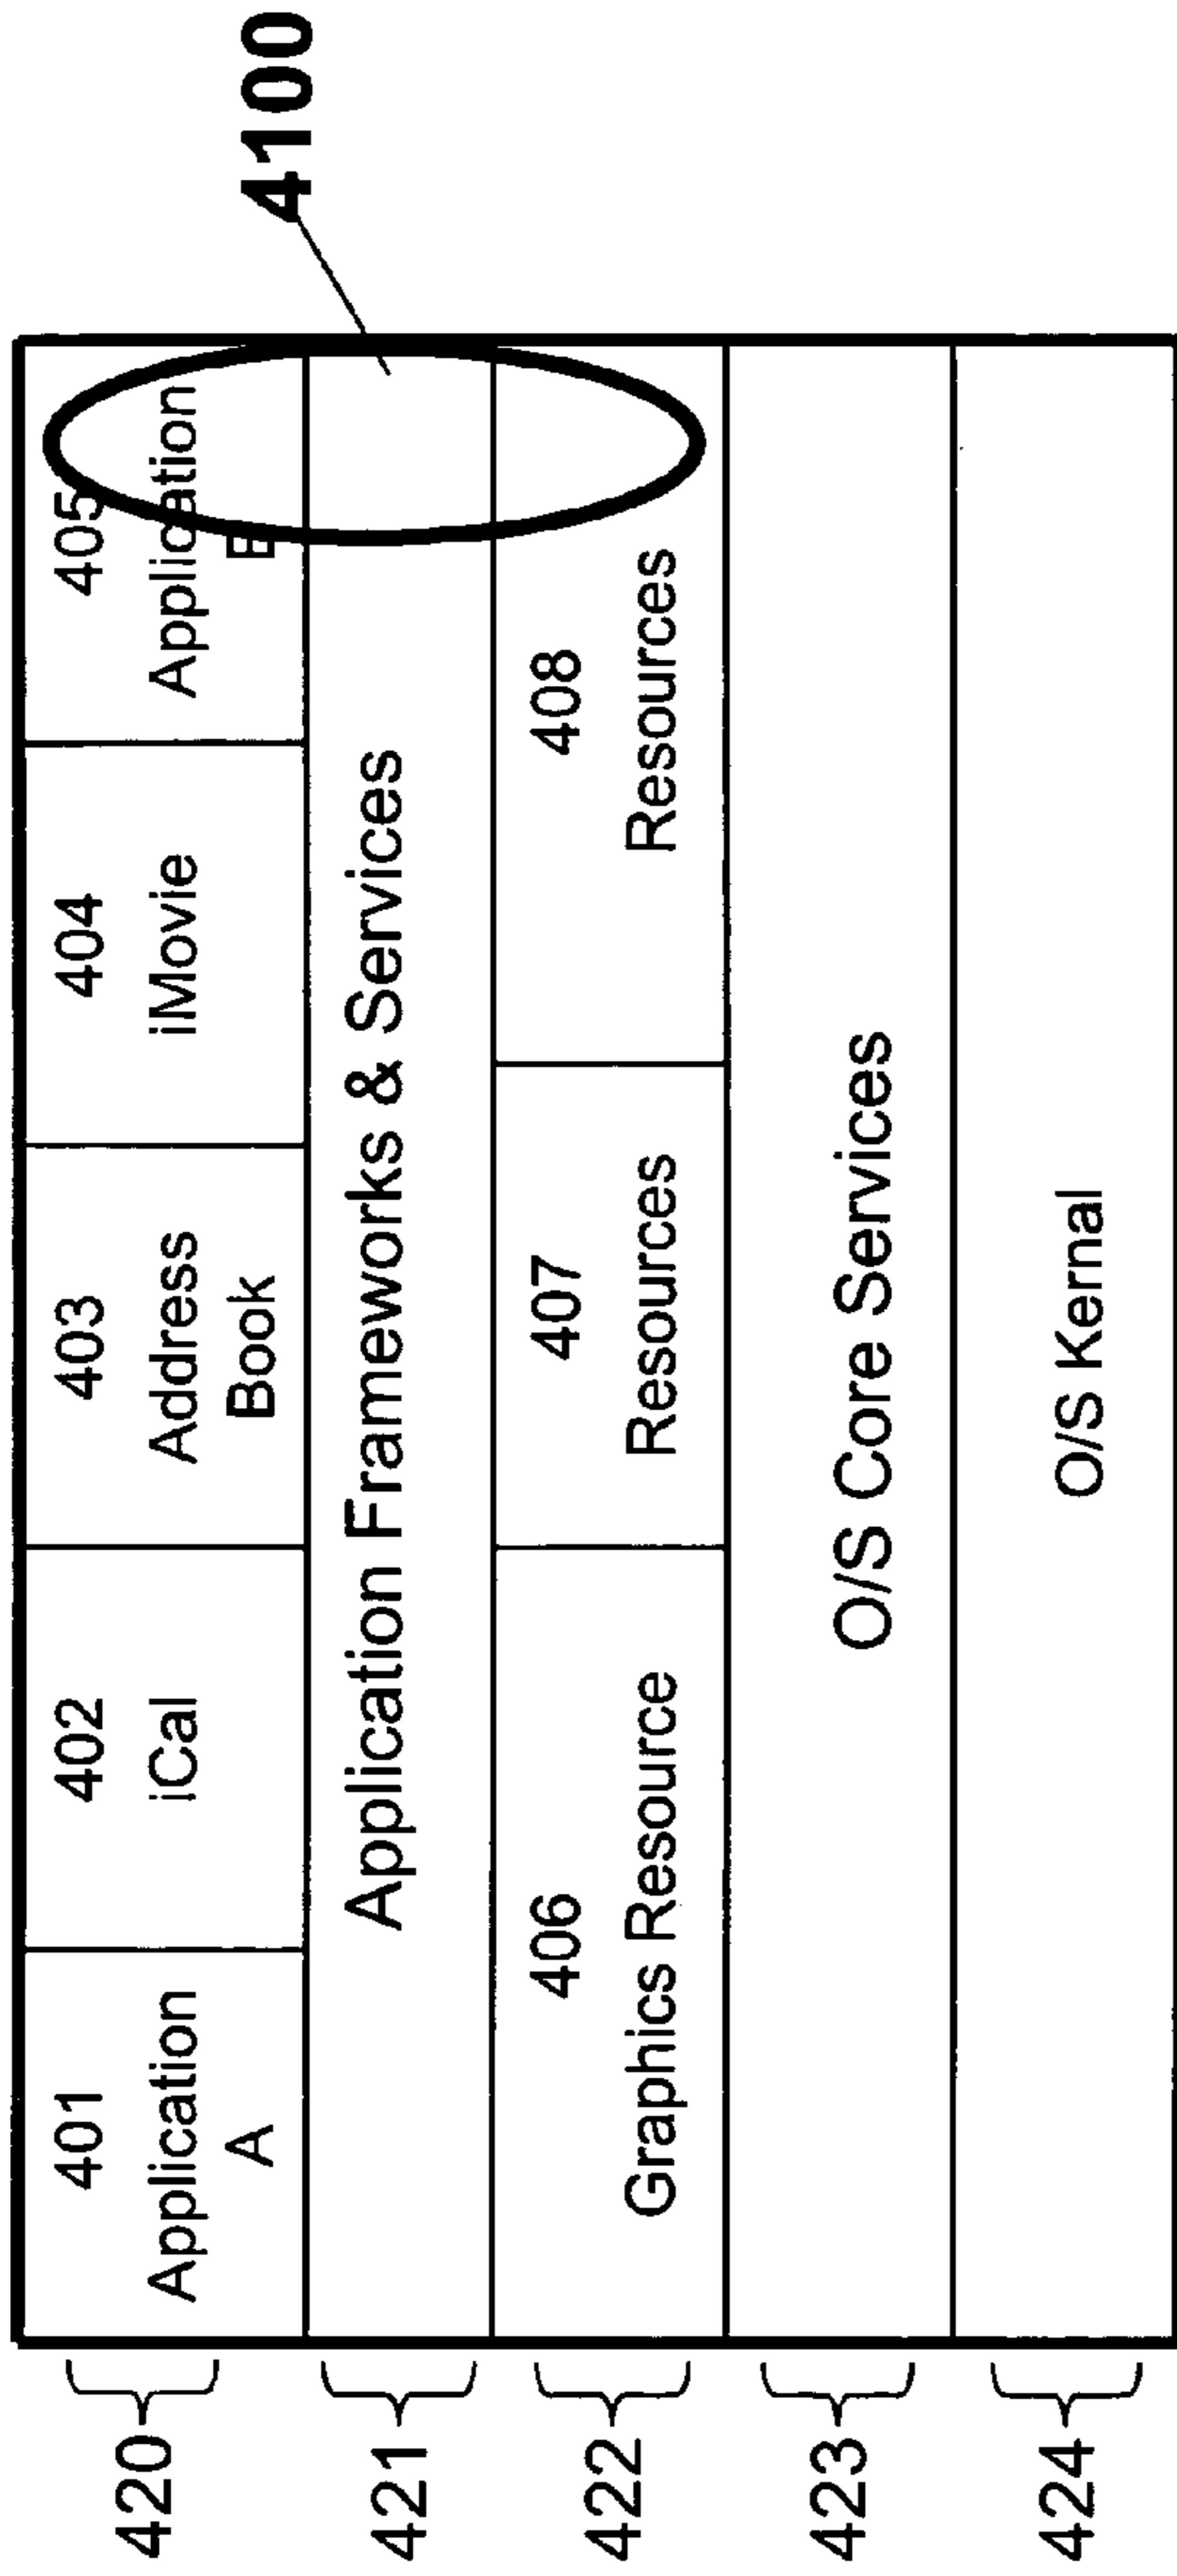 4100
420
401
Application
A
402
iCal
403
Address
Book
404
iMovie
405
Application
421
Application Frameworks & Services
422
406
Graphics Resource
407
Resources
408
Resources
423
O/S Core Services
424
O/S Kernal